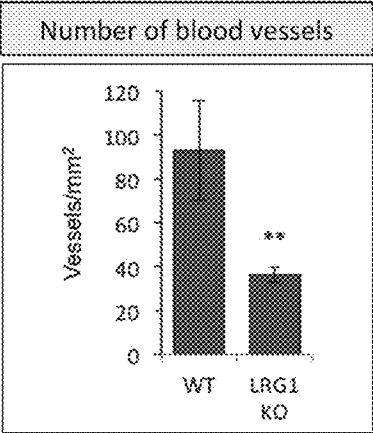 Number of blood vessels
120
100
80
60
40
20
0
Vessels/mm²
**
WT
LRG1
KO